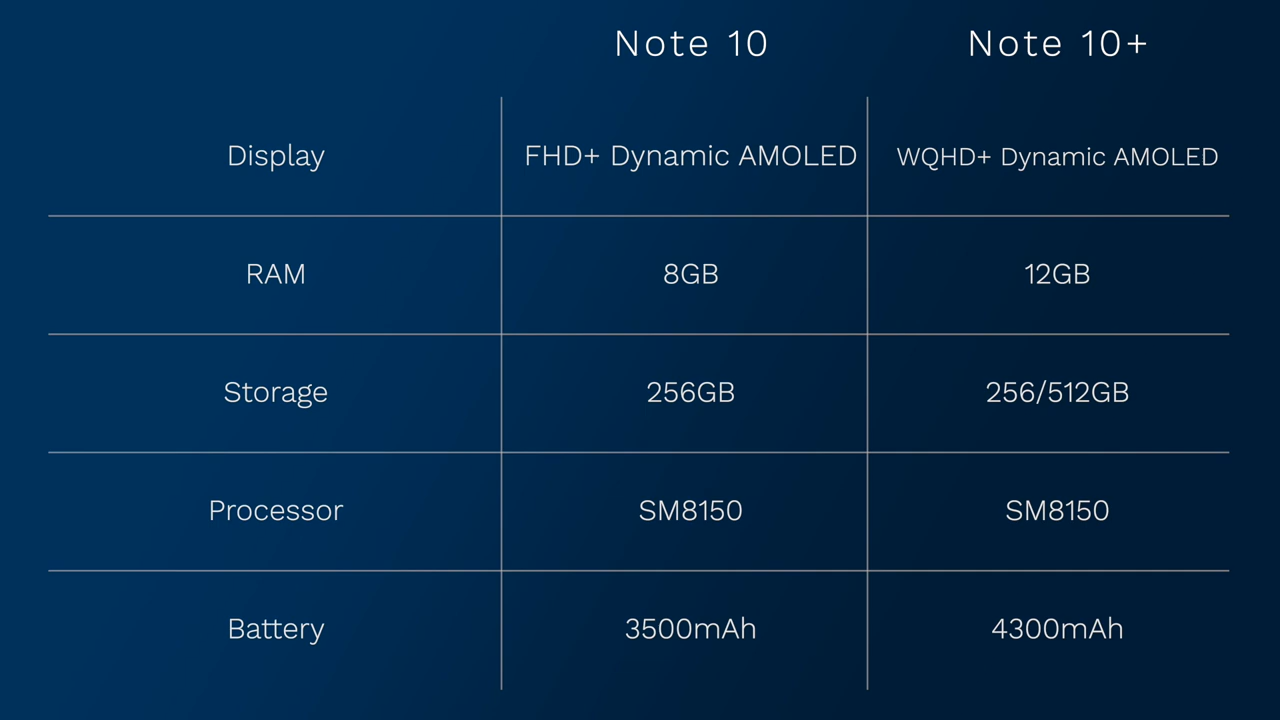 Note 10 Note 10+
Display FHD+ Dynamic AMOLED WQHD+ Dynamic AMOLED
RAM 8GB 12GB
Storage 256GB 256/512GB
Processor SM8150 SM8150
Battery 3500mAh 4300mAh